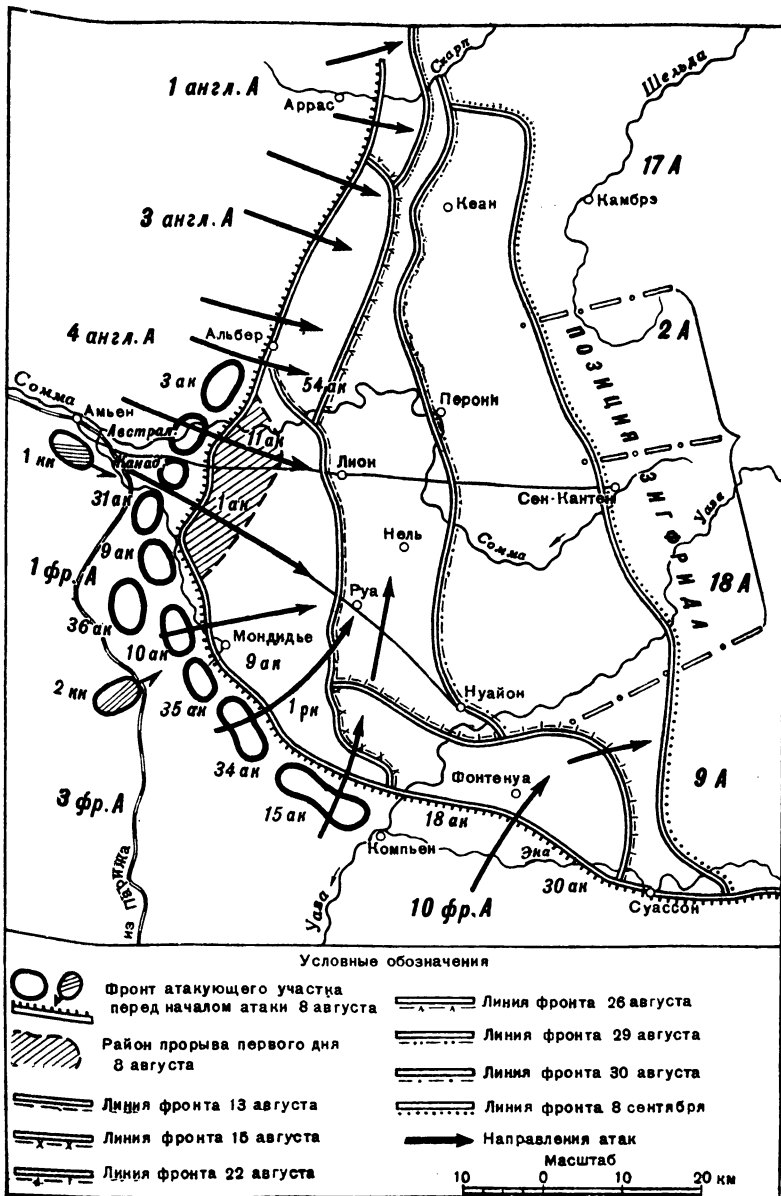 Скарп
Шельда
1 англ. А
Аррас
17 А
Кеан
Камбрэ
3 англ. А
4 англ. А
Альбер
2 А
ПОЗИЦИЯ ЗИГФРИДА
3 ак
54 ак
Сомма
Амьен
Австрал.
11 ак
Перонн
1 кк
Канад.
Лион
Сен-Кантен
Уаза
31 ак
1 ак
Нель
Сомма
9 ак
1 фр. А
18 А
36 ак
Руа
10 ак
Мондидье
9 ак
2 кк
35 ак
1 рк
Нуайон
34 ак
3 фр. А
Фонтенуа
9 А
15 ак
18 ак
Компьен
Эна
30 ак
из Парижа
Уаза
10 фр. А
Суассон
Условные обозначения
Фронт атакующего участка
перед началом атаки 8 августа
Район прорыва первого дня
8 августа
Линия фронта 13 августа
Линия фронта 15 августа
Линия фронта 22 августа
Линия фронта 26 августа
Линия фронта 29 августа
Линия фронта 30 августа
Линия фронта 8 сентября
Направления атак
Масштаб
10 0 10 20 км